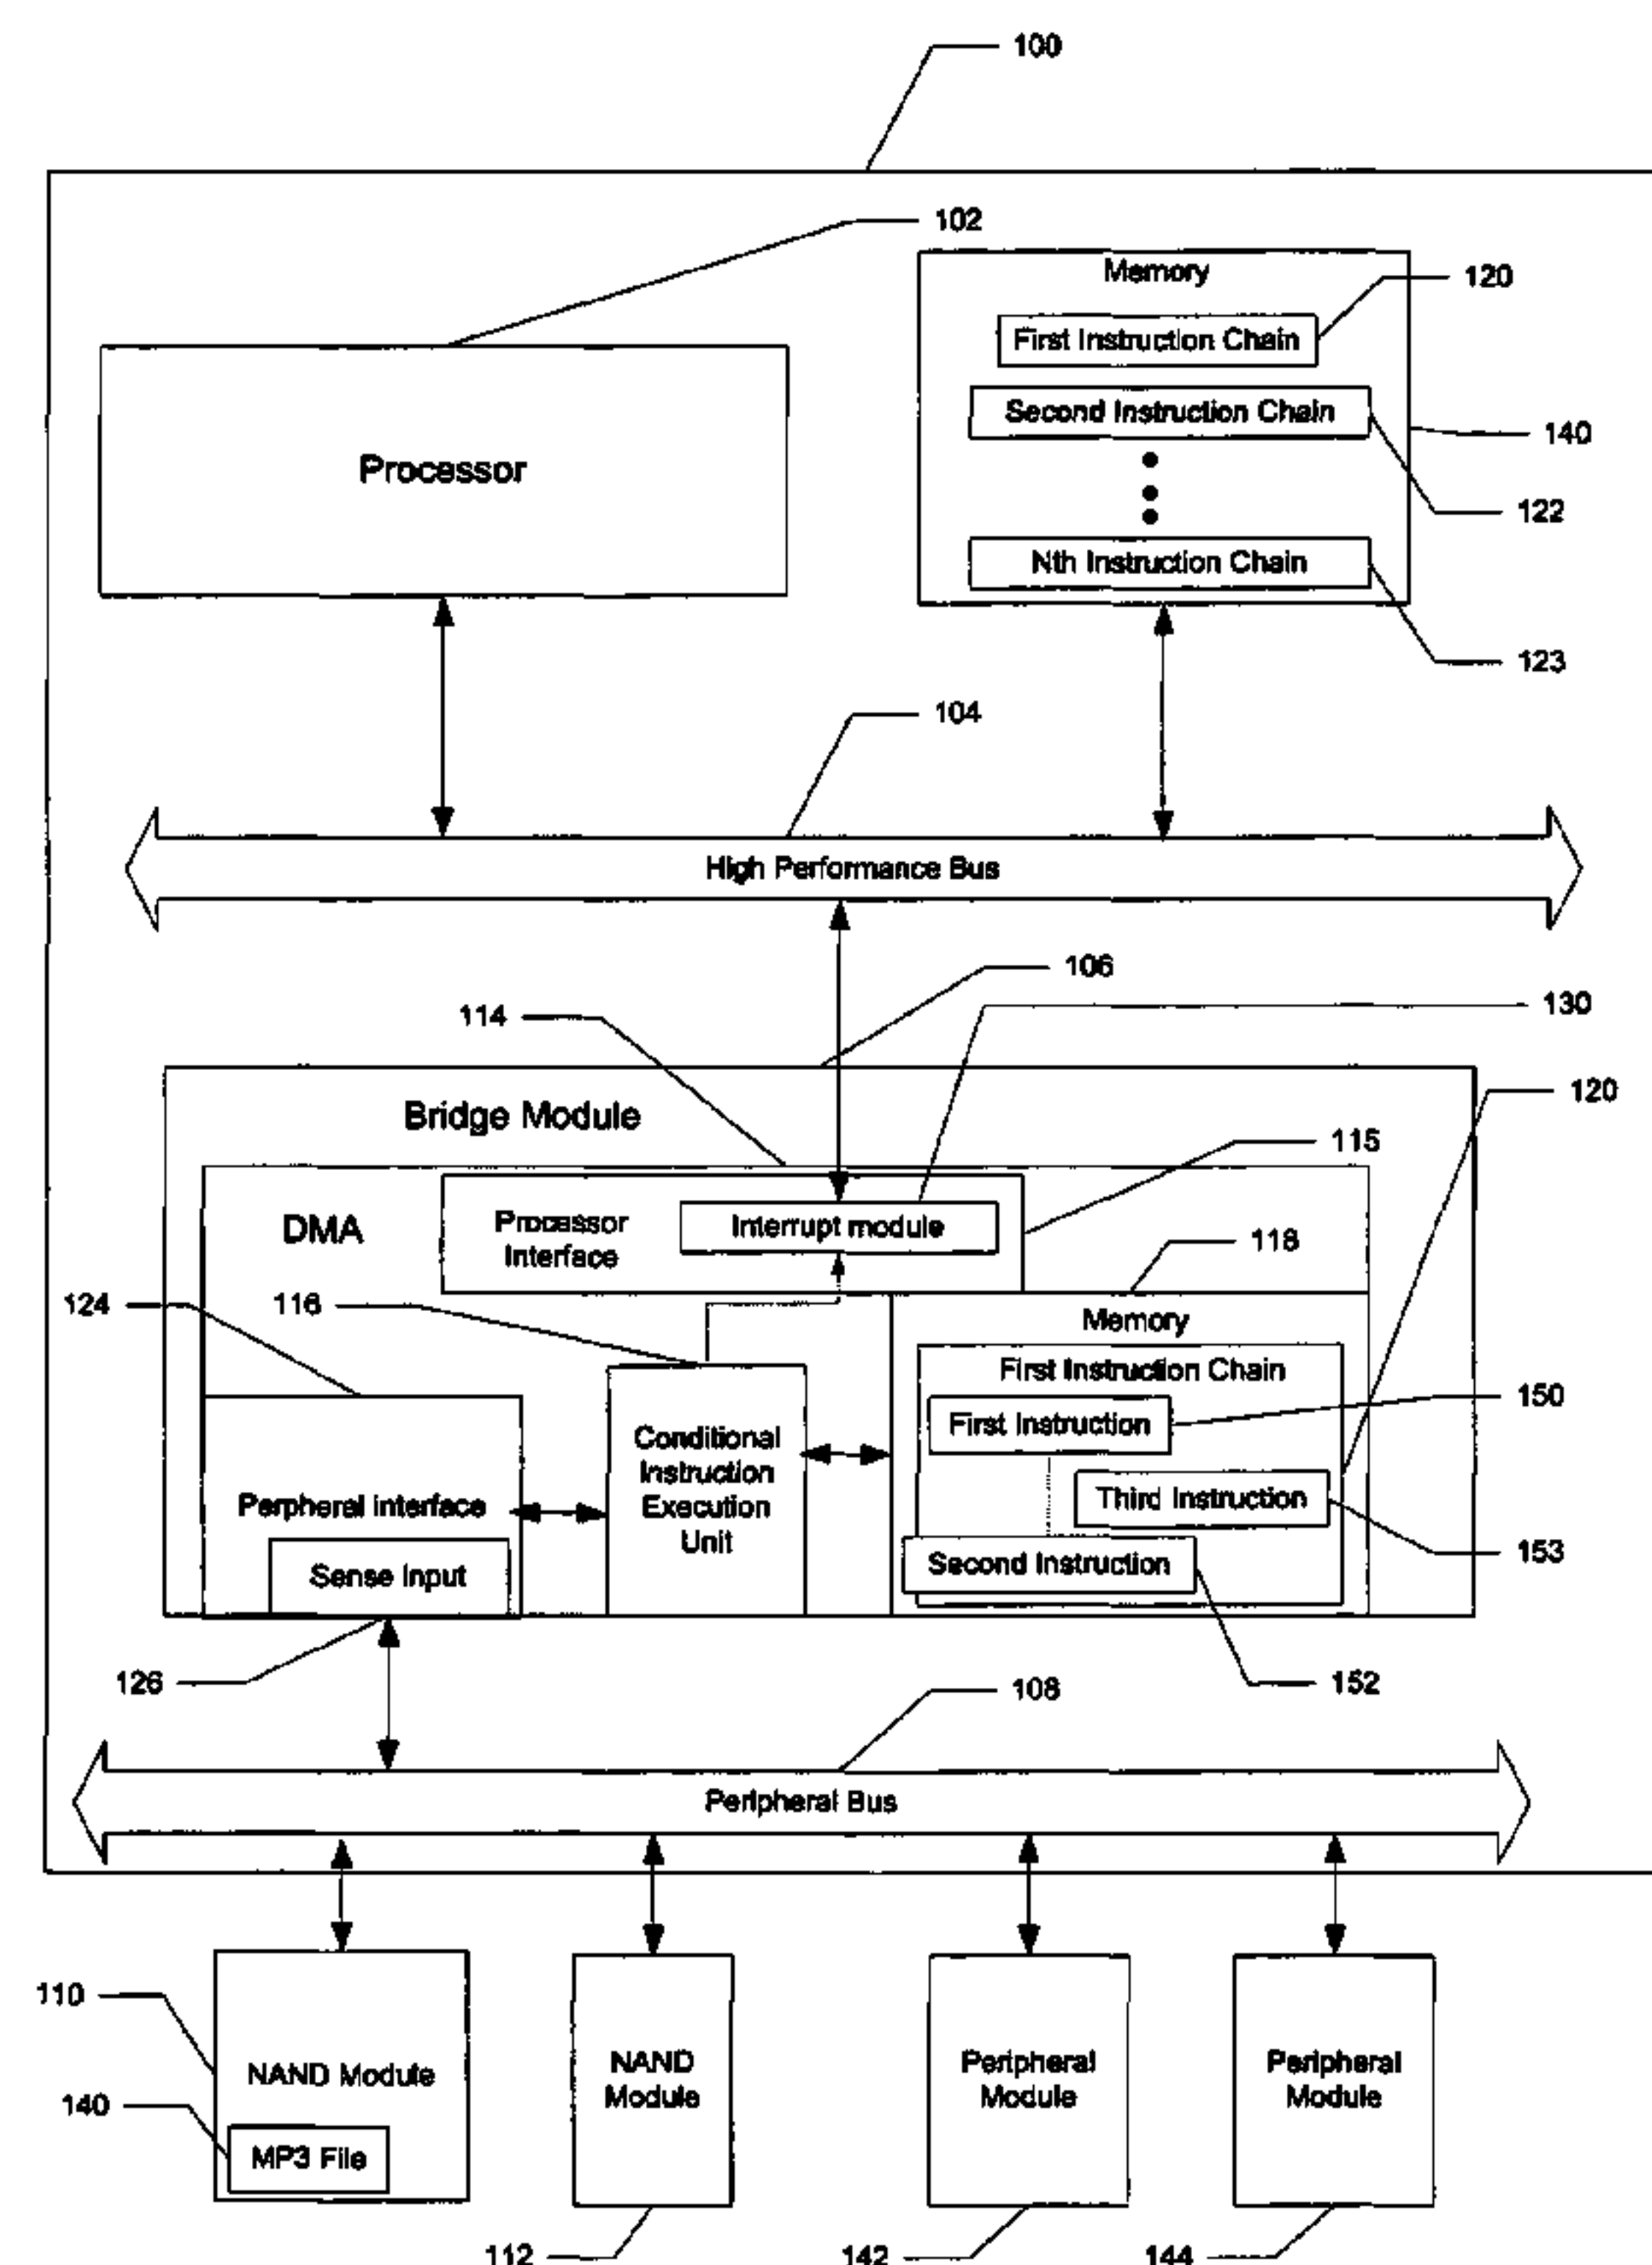 100
102
Memory
120
First Instruction Chain
Second Instruction Chain
140
Processor
122
Nth Instruction Chain
123
104
High Performance Bus
106
130
114
120
Bridge Module
115
DMA
Processor
Interface
Interrupt module
118
124
116
Memory
First Instruction Chain
150
First Instruction
Conditional
Instruction
Execution
Unit
Third Instruction
Perpheral interface
153
Second Instruction
Sense Input
126
152
108
Peripheral Bus
110
NAND Module
NAND
Module
Peripheral
Module
Peripheral
Module
140
MP3 File
112
142
144